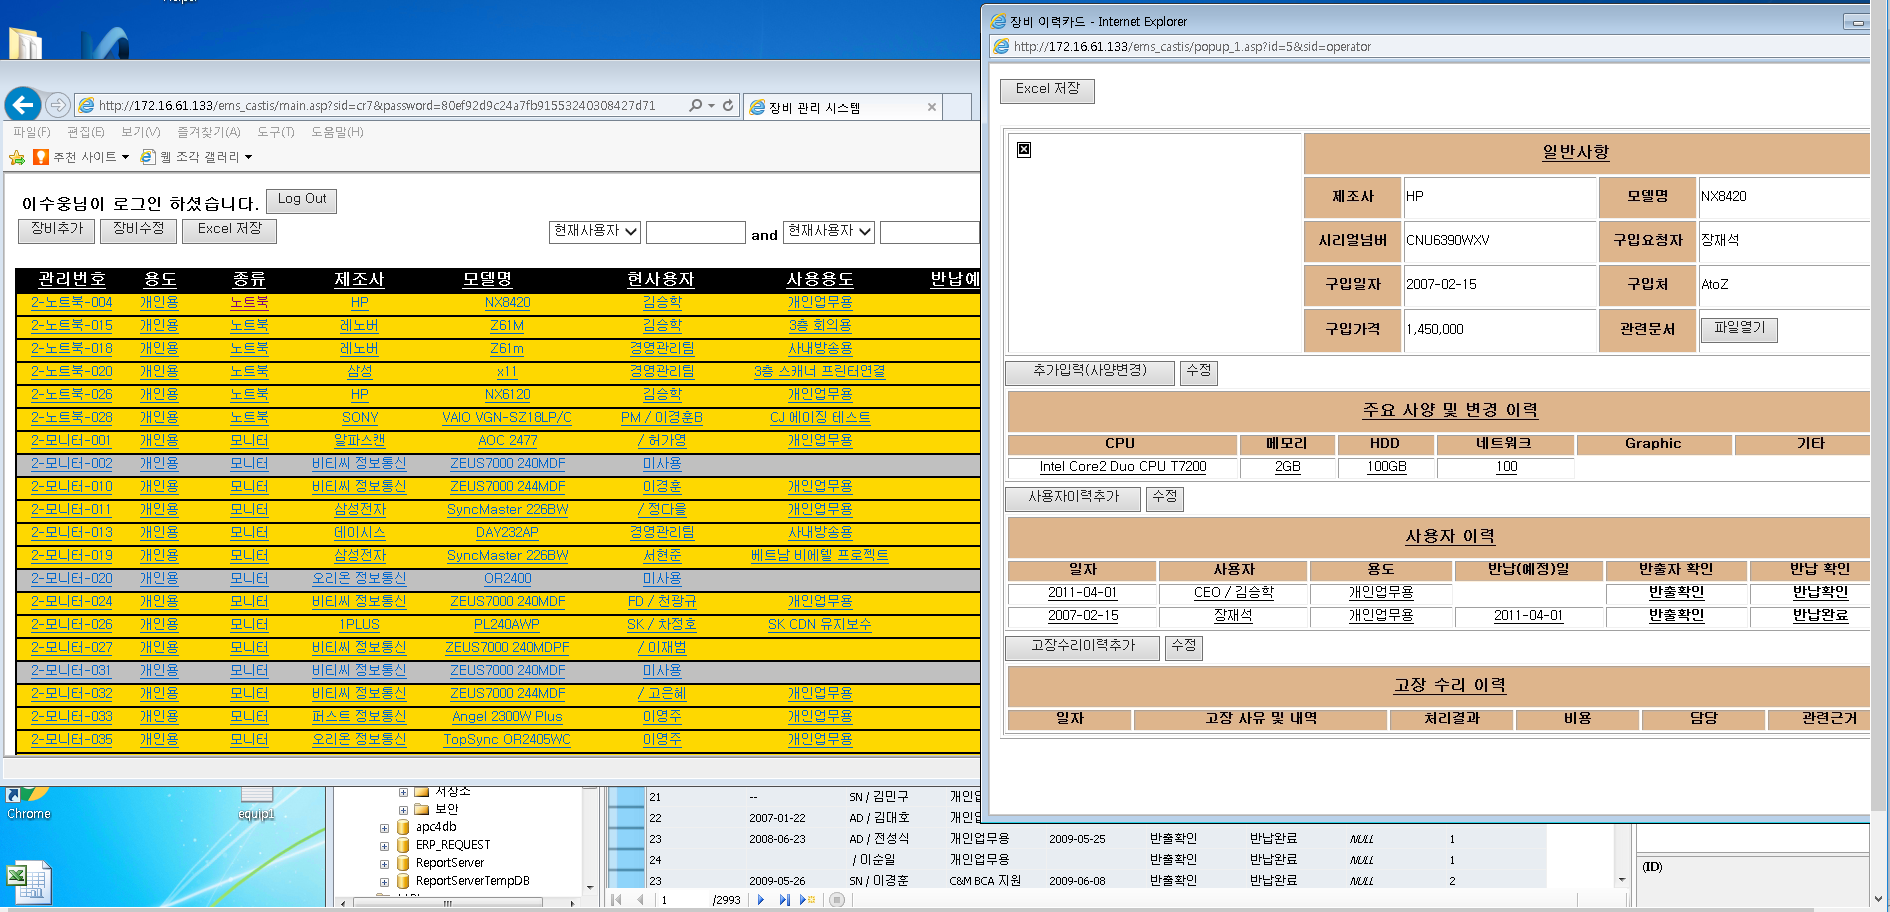 장비 이력카드 - Internet Explorer
http://172.16.61.133/ems_castis/popup_1.asp?id=5&sid=operator
http://172.16.61.133/ems_castis/main.asp?sid=cr7&password=80ef92d9c24a7fb91553240308427d71
장비 관리 시스템
파일(F) 편집(E) 보기(V) 즐겨찾기(A) 도구(T) 도움말(H)
추천 사이트 웹 조각 갤러리
이수웅님이 로그인 하셨습니다. Log Out
장비추가 장비수정 Excel 저장 현재사용자 and 현재사용자
관리번호 용도 종류 제조사 모델명 현사용자 사용용도 반납예
2-노트북-004 개인용 노트북 HP NX8420 김승학 개인업무용
2-노트북-015 개인용 노트북 레노버 Z61M 김승학 3층 회의용
2-노트북-018 개인용 노트북 레노버 Z61m 경영관리팀 사내방송용
2-노트북-020 개인용 노트북 삼성 x11 경영관리팀 3층 스캐너 프린터연결
2-노트북-026 개인용 노트북 HP NX6120 김승학 개인업무용
2-노트북-028 개인용 노트북 SONY VAIO VGN-SZ18LP/C PM / 이경훈B CJ 에이징 테스트
2-모니터-001 개인용 모니터 알파스캔 AOC 2477 / 허가영 개인업무용
2-모니터-002 개인용 모니터 비티씨 정보통신 ZEUS7000 240MDF 미사용
2-모니터-010 개인용 모니터 비티씨 정보통신 ZEUS7000 244MDF 이경훈 개인업무용
2-모니터-011 개인용 모니터 삼성전자 SyncMaster 226BW / 정다을 개인업무용
2-모니터-013 개인용 모니터 데이시스 DAY232AP 경영관리팀 사내방송용
2-모니터-019 개인용 모니터 삼성전자 SyncMaster 226BW 서현준 베트남 비에텔 프로젝트
2-모니터-020 개인용 모니터 오리온 정보통신 OR2400 미사용
2-모니터-024 개인용 모니터 비티씨 정보통신 ZEUS7000 240MDF FD / 천광규 개인업무용
2-모니터-026 개인용 모니터 1PLUS PL240AWP SK / 차정호 SK CDN 유지보수
2-모니터-027 개인용 모니터 비티씨 정보통신 ZEUS7000 240MDPF / 이재범
2-모니터-031 개인용 모니터 비티씨 정보통신 ZEUS7000 240MDF 미사용
2-모니터-032 개인용 모니터 비티씨 정보통신 ZEUS7000 244MDF / 고은혜 개인업무용
2-모니터-033 개인용 모니터 퍼스트 정보통신 Angel 2300W Plus 이영주 개인업무용
2-모니터-035 개인용 모니터 오리온 정보통신 TopSync OR2405WC 이영주 개인업무용
Excel 저장
일반사항
제조사 HP 모델명 NX8420
시리얼넘버 CNU6390WXV 구입요청자 장재석
구입일자 2007-02-15 구입처 AtoZ
구입가격 1,450,000 관련문서 파일열기
추가입력(사양변경) 수정
주요 사양 및 변경 이력
CPU 메모리 HDD 네트워크 Graphic 기타
Intel Core2 Duo CPU T7200 2GB 100GB 100
사용자이력추가 수정
사용자 이력
일자 사용자 용도 반납(예정)일 반출자 확인 반납 확인
2011-04-01 CEO / 김승학 개인업무용 반출확인 반납확인
2007-02-15 장재석 개인업무용 2011-04-01 반출확인 반납완료
고장수리이력추가 수정
고장 수리 이력
일자 고장 사유 및 내역 처리결과 비용 담당 관련근거
Chrome
equip1
저장소
보안
apc4db
ERP_REQUEST
ReportServer
ReportServerTempDB
21 -- SN / 김민구 개인업
22 2007-01-22 AD / 김대호 개인업
23 2008-06-23 AD / 전성식 개인업무용 2009-05-25 반출확인 반납완료 NULL 1
24 / 이순일 개인업무용 반출확인 반납완료 NULL 1
23 2009-05-26 SN / 이경훈 C&M BCA 지원 2009-06-08 반출확인 반납완료 NULL 2
1 /2993
(ID)